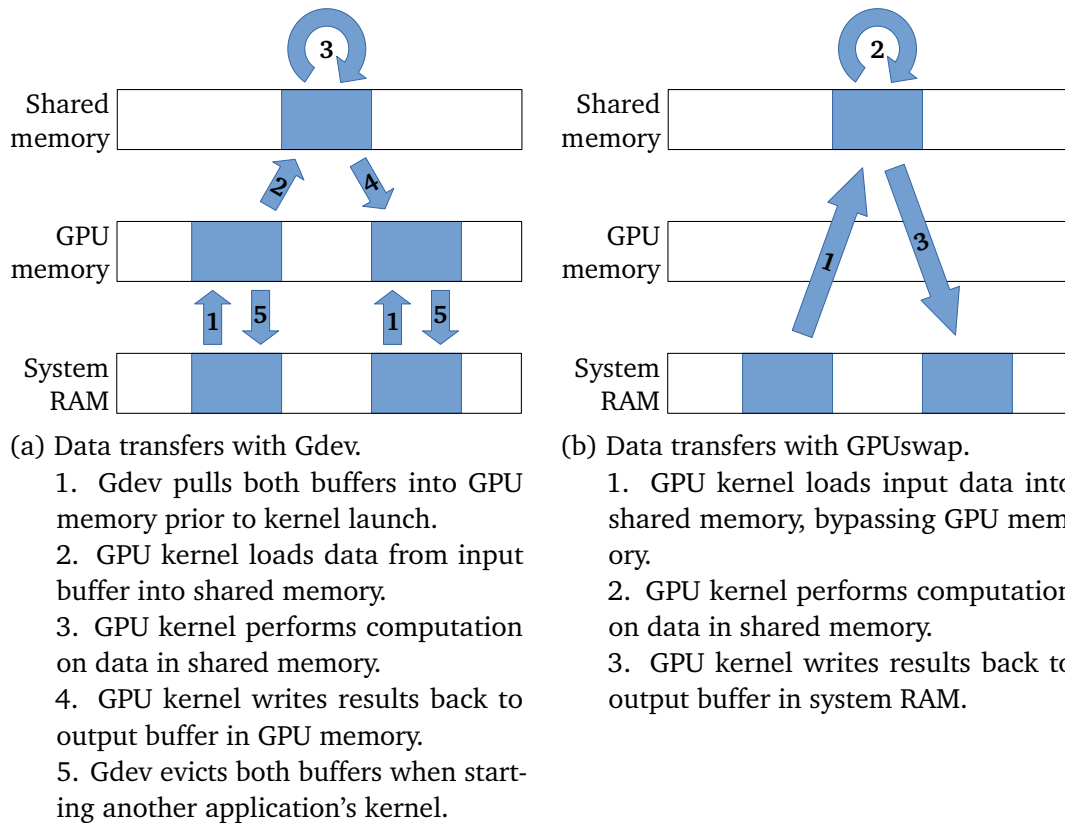 3
Shared
memory
2
4
GPU
memory
1
5
1
5
System
RAM
(a) Data transfers with Gdev.
1. Gdev pulls both buffers into GPU
memory prior to kernel launch.
2. GPU kernel loads data from input
buffer into shared memory.
3. GPU kernel performs computation
on data in shared memory.
4. GPU kernel writes results back to
output buffer in GPU memory.
5. Gdev evicts both buffers when start-
ing another application's kernel.
2
Shared
memory
GPU
memory
1
3
System
RAM
(b) Data transfers with GPUswap.
1. GPU kernel loads input data into
shared memory, bypassing GPU mem
ory.
2. GPU kernel performs computation
on data in shared memory.
3. GPU kernel writes results back to
output buffer in system RAM.